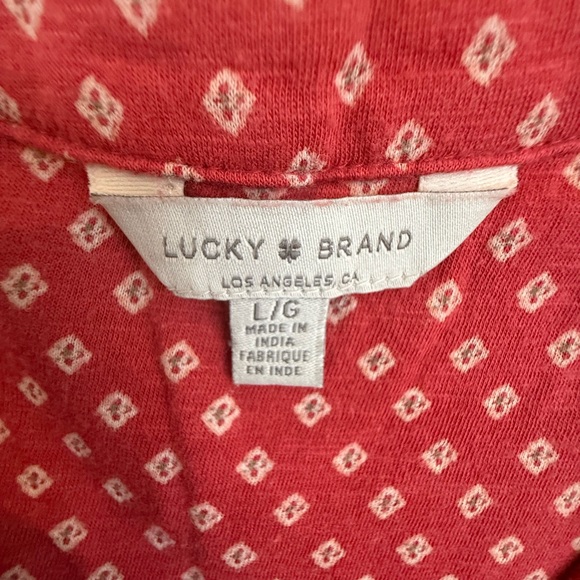 LUCKY BRAND
LOS ANGELES, CA
L/G
MADE IN
INDIA
FABRIQUE
EN INDE